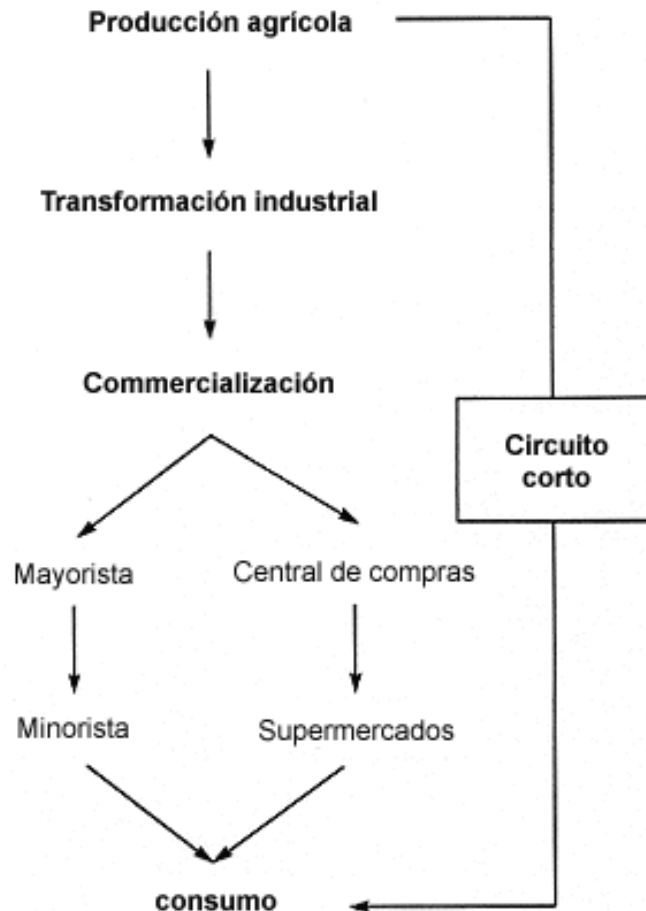 Producción agrícola
Transformación industrial
Commercialización
Circuito
corto
Mayorista
Central de compras
Minorista
Supermercados
consumo